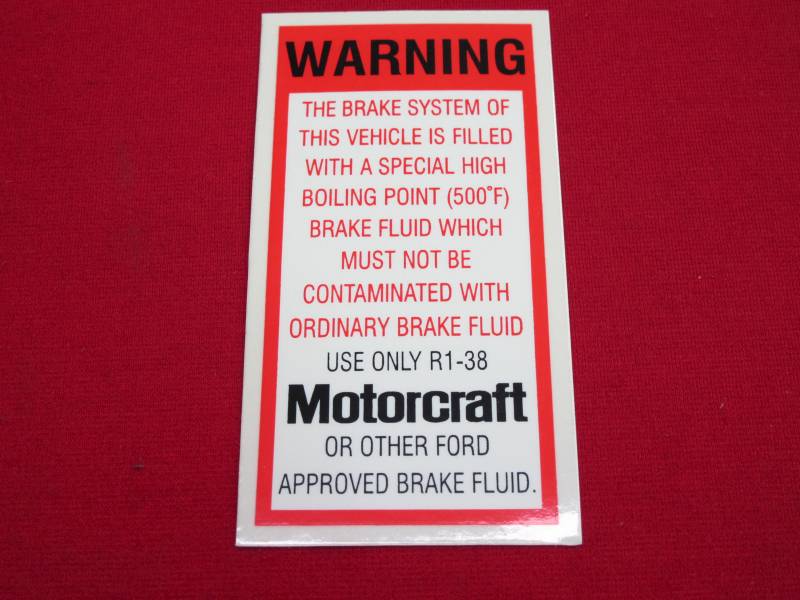 WARNING
THE BRAKE SYSTEM OF
THIS VEHICLE IS FILLED
WITH A SPECIAL HIGH
BOILING POINT (500°F)
BRAKE FLUID WHICH
MUST NOT BE
CONTAMINATED WITH
ORDINARY BRAKE FLUID
USE ONLY R1-38
Motorcraft
OR OTHER FORD
APPROVED BRAKE FLUID.